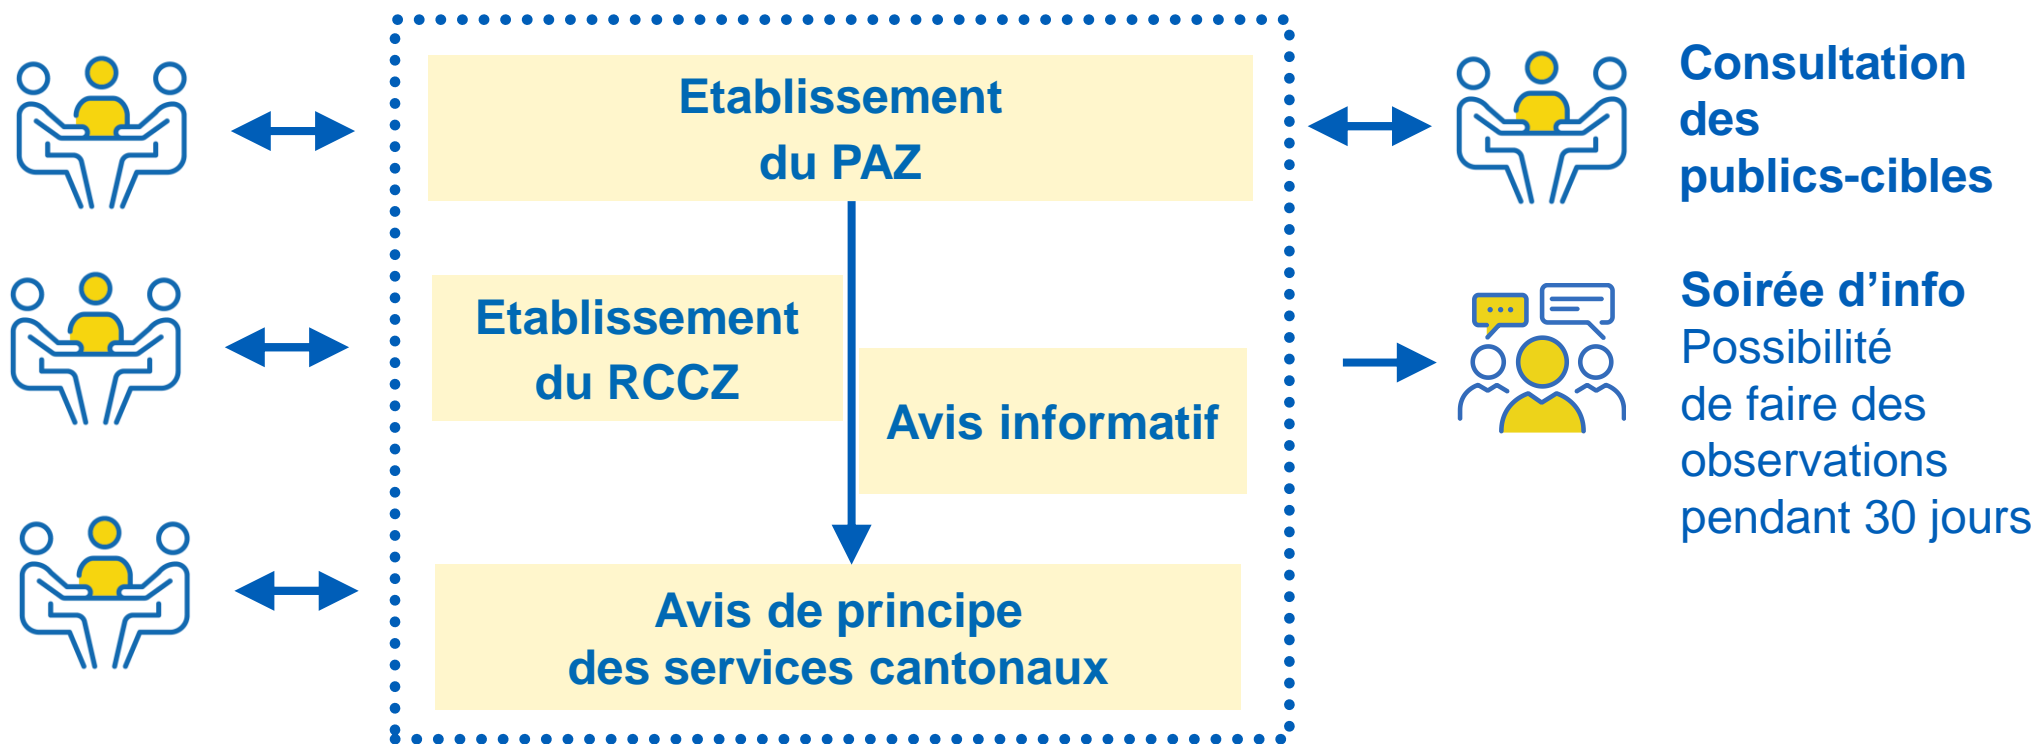 Etablissement
du PAZ
Etablissement
du RCCZ
Avis informatif
Avis de principe
des services cantonaux
Consultation
des
publics-cibles
Soirée d’info
Possibilité
de faire des
observations
pendant 30 jours